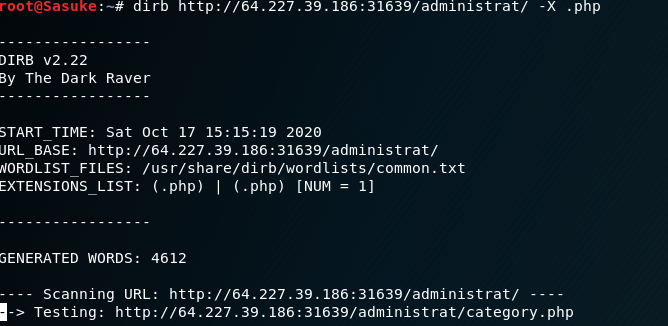 root@Sasuke:~# dirb http://64.227.39.186:31639/administrat/ -X .php
-----------------
DIRB v2.22
By The Dark Raver
-----------------
START_TIME: Sat Oct 17 15:15:19 2020
URL_BASE: http://64.227.39.186:31639/administrat/
WORDLIST_FILES: /usr/share/dirb/wordlists/common.txt
EXTENSIONS_LIST: (.php) | (.php) [NUM = 1]
-----------------
GENERATED WORDS: 4612
---- Scanning URL: http://64.227.39.186:31639/administrat/ ----
--> Testing: http://64.227.39.186:31639/administrat/category.php